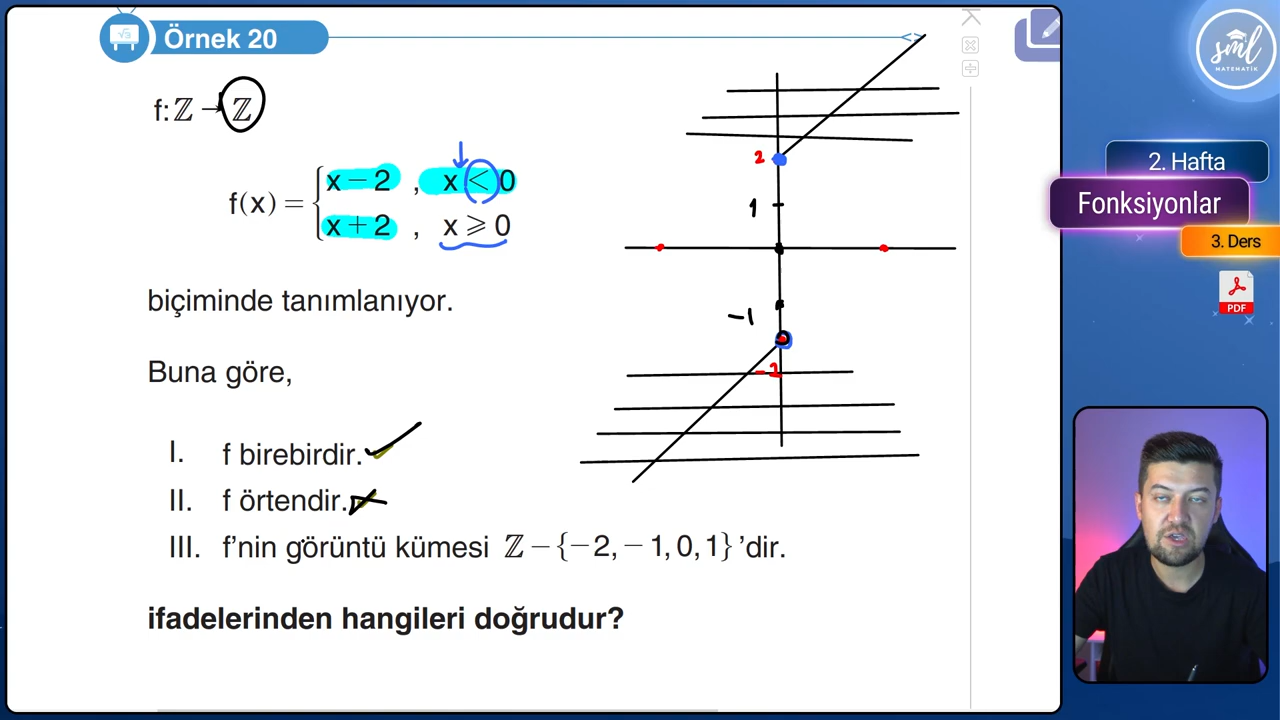 Örnek 20
f: ℤ → ℤ
f(x) = { x − 2 , x < 0
x + 2 , x ⩾ 0
biçiminde tanımlanıyor.
Buna göre,
I. f birebirdir.
II. f örtendir.
III. f’nin görüntü kümesi ℤ − {−2, −1, 0, 1} ’dir.
ifadelerinden hangileri doğrudur?
2
1
−1
−2
sml
MATEMATİK
2. Hafta
Fonksiyonlar
3. Ders
PDF